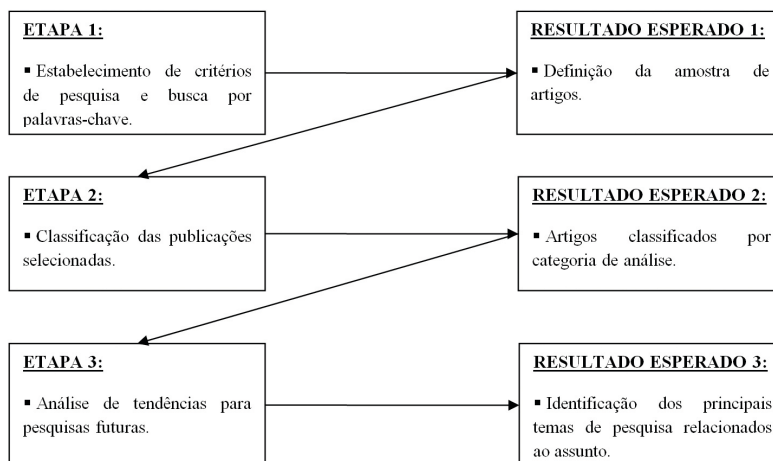 ETAPA 1:
▪ Estabelecimento de critérios
de pesquisa e busca por
palavras-chave.
RESULTADO ESPERADO 1:
▪ Definição da amostra de
artigos.
ETAPA 2:
▪ Classificação das publicações
selecionadas.
RESULTADO ESPERADO 2:
▪ Artigos classificados por
categoria de análise.
ETAPA 3:
▪ Análise de tendências para
pesquisas futuras.
RESULTADO ESPERADO 3:
▪ Identificação dos principais
temas de pesquisa relacionados
ao assunto.